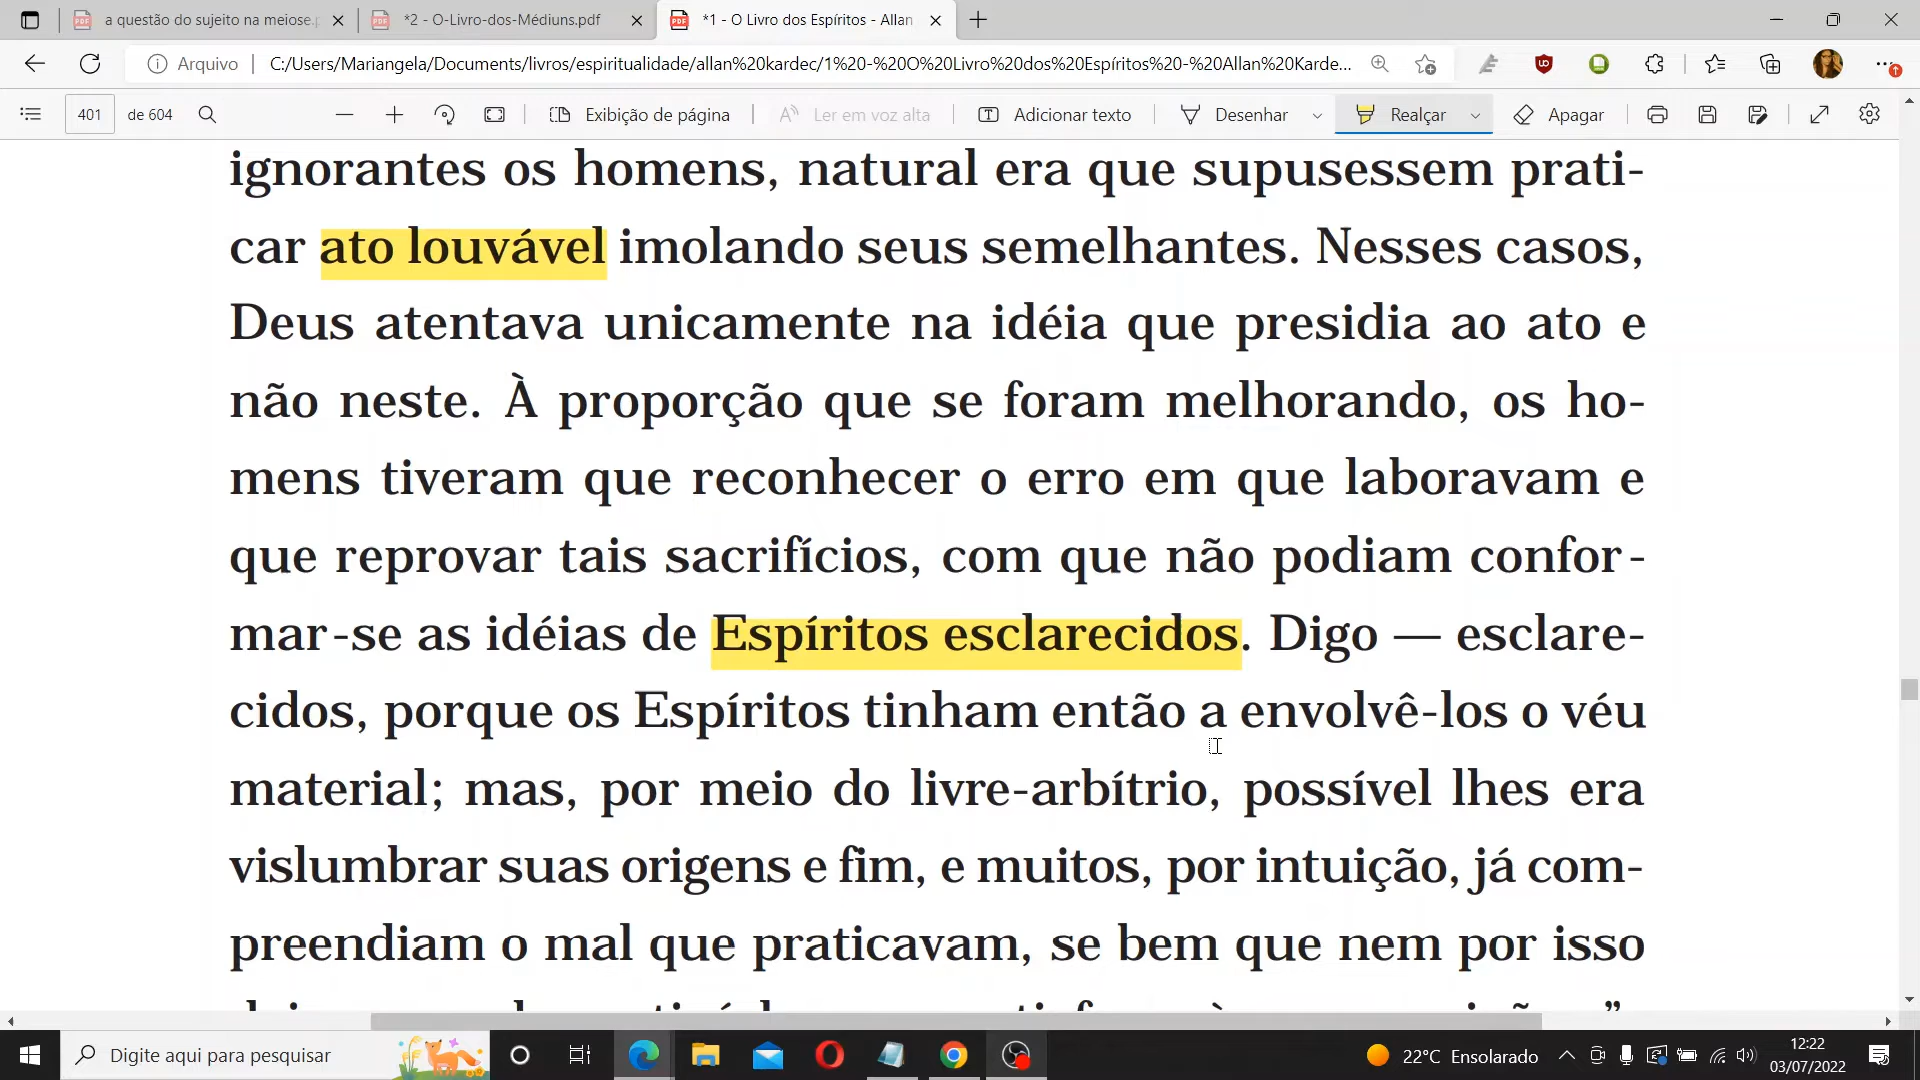 a questão do sujeito na meiose.p
*2 - O-Livro-dos-Médiuns.pdf
*1 - O Livro dos Espíritos - Allan
Arquivo
C:/Users/Mariangela/Documents/livros/espiritualidade/allan%20kardec/1%20-%20O%20Livro%20dos%20Espíritos%20-%20Allan%20Karde...
401 de 604
Exibição de página
Ler em voz alta
Adicionar texto
Desenhar
Realçar
Apagar
ignorantes os homens, natural era que supusessem prati-
car ato louvável imolando seus semelhantes. Nesses casos,
Deus atentava unicamente na idéia que presidia ao ato e
não neste. À proporção que se foram melhorando, os ho-
mens tiveram que reconhecer o erro em que laboravam e
que reprovar tais sacrifícios, com que não podiam confor-
mar-se as idéias de Espíritos esclarecidos. Digo — esclare-
cidos, porque os Espíritos tinham então a envolvê-los o véu
material; mas, por meio do livre-arbítrio, possível lhes era
vislumbrar suas origens e fim, e muitos, por intuição, já com-
preendiam o mal que praticavam, se bem que nem por isso
Digite aqui para pesquisar
22°C Ensolarado
12:22
03/07/2022